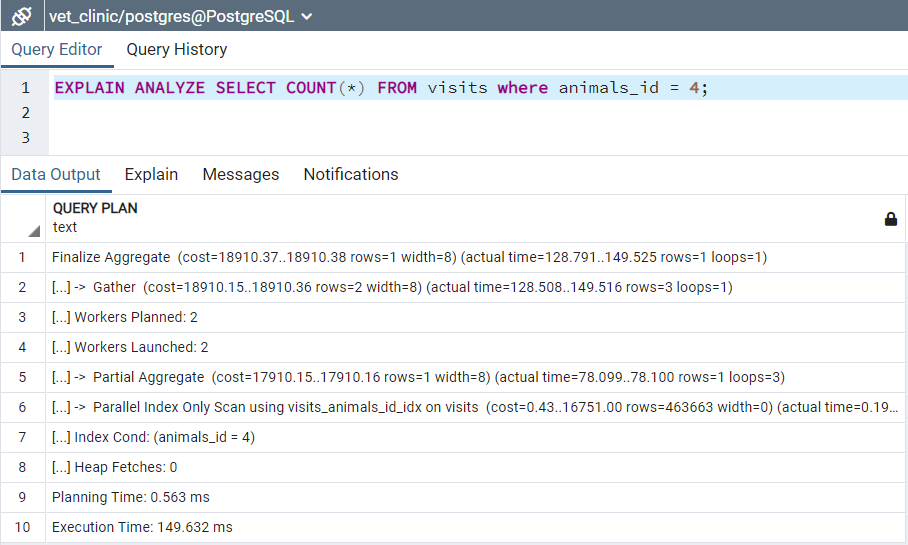 vet_clinic/postgres@PostgreSQL
Query Editor Query History
1 EXPLAIN ANALYZE SELECT COUNT(*) FROM visits where animals_id = 4;
2
3
Data Output Explain Messages Notifications
QUERY PLAN
text
1 Finalize Aggregate (cost=18910.37..18910.38 rows=1 width=8) (actual time=128.791..149.525 rows=1 loops=1)
2 [...] -> Gather (cost=18910.15..18910.36 rows=2 width=8) (actual time=128.508..149.516 rows=3 loops=1)
3 [...] Workers Planned: 2
4 [...] Workers Launched: 2
5 [...] -> Partial Aggregate (cost=17910.15..17910.16 rows=1 width=8) (actual time=78.099..78.100 rows=1 loops=3)
6 [...] -> Parallel Index Only Scan using visits_animals_id_idx on visits (cost=0.43..16751.00 rows=463663 width=0) (actual time=0.19...
7 [...] Index Cond: (animals_id = 4)
8 [...] Heap Fetches: 0
9 Planning Time: 0.563 ms
10 Execution Time: 149.632 ms